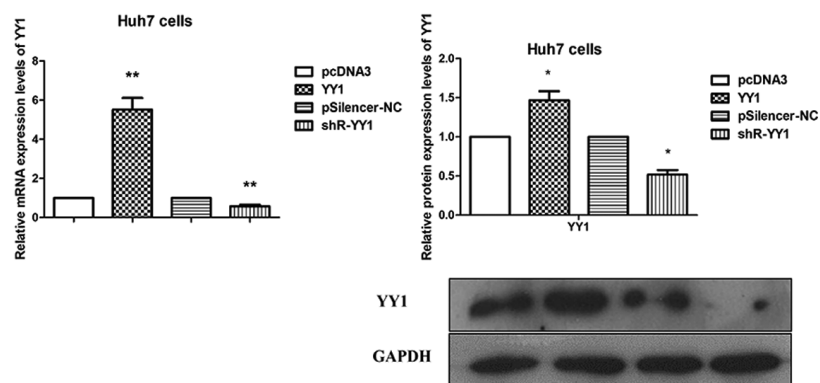 Huh7 cells
Relative mRNA expression levels of YY1
8
6
4
2
0
**
**
pcDNA3
YY1
pSilencer-NC
shR-YY1
Huh7 cells
Relative protein expression levels of YY1
2.0
1.5
1.0
0.5
0.0
*
*
YY1
pcDNA3
YY1
pSilencer-NC
shR-YY1
YY1
GAPDH